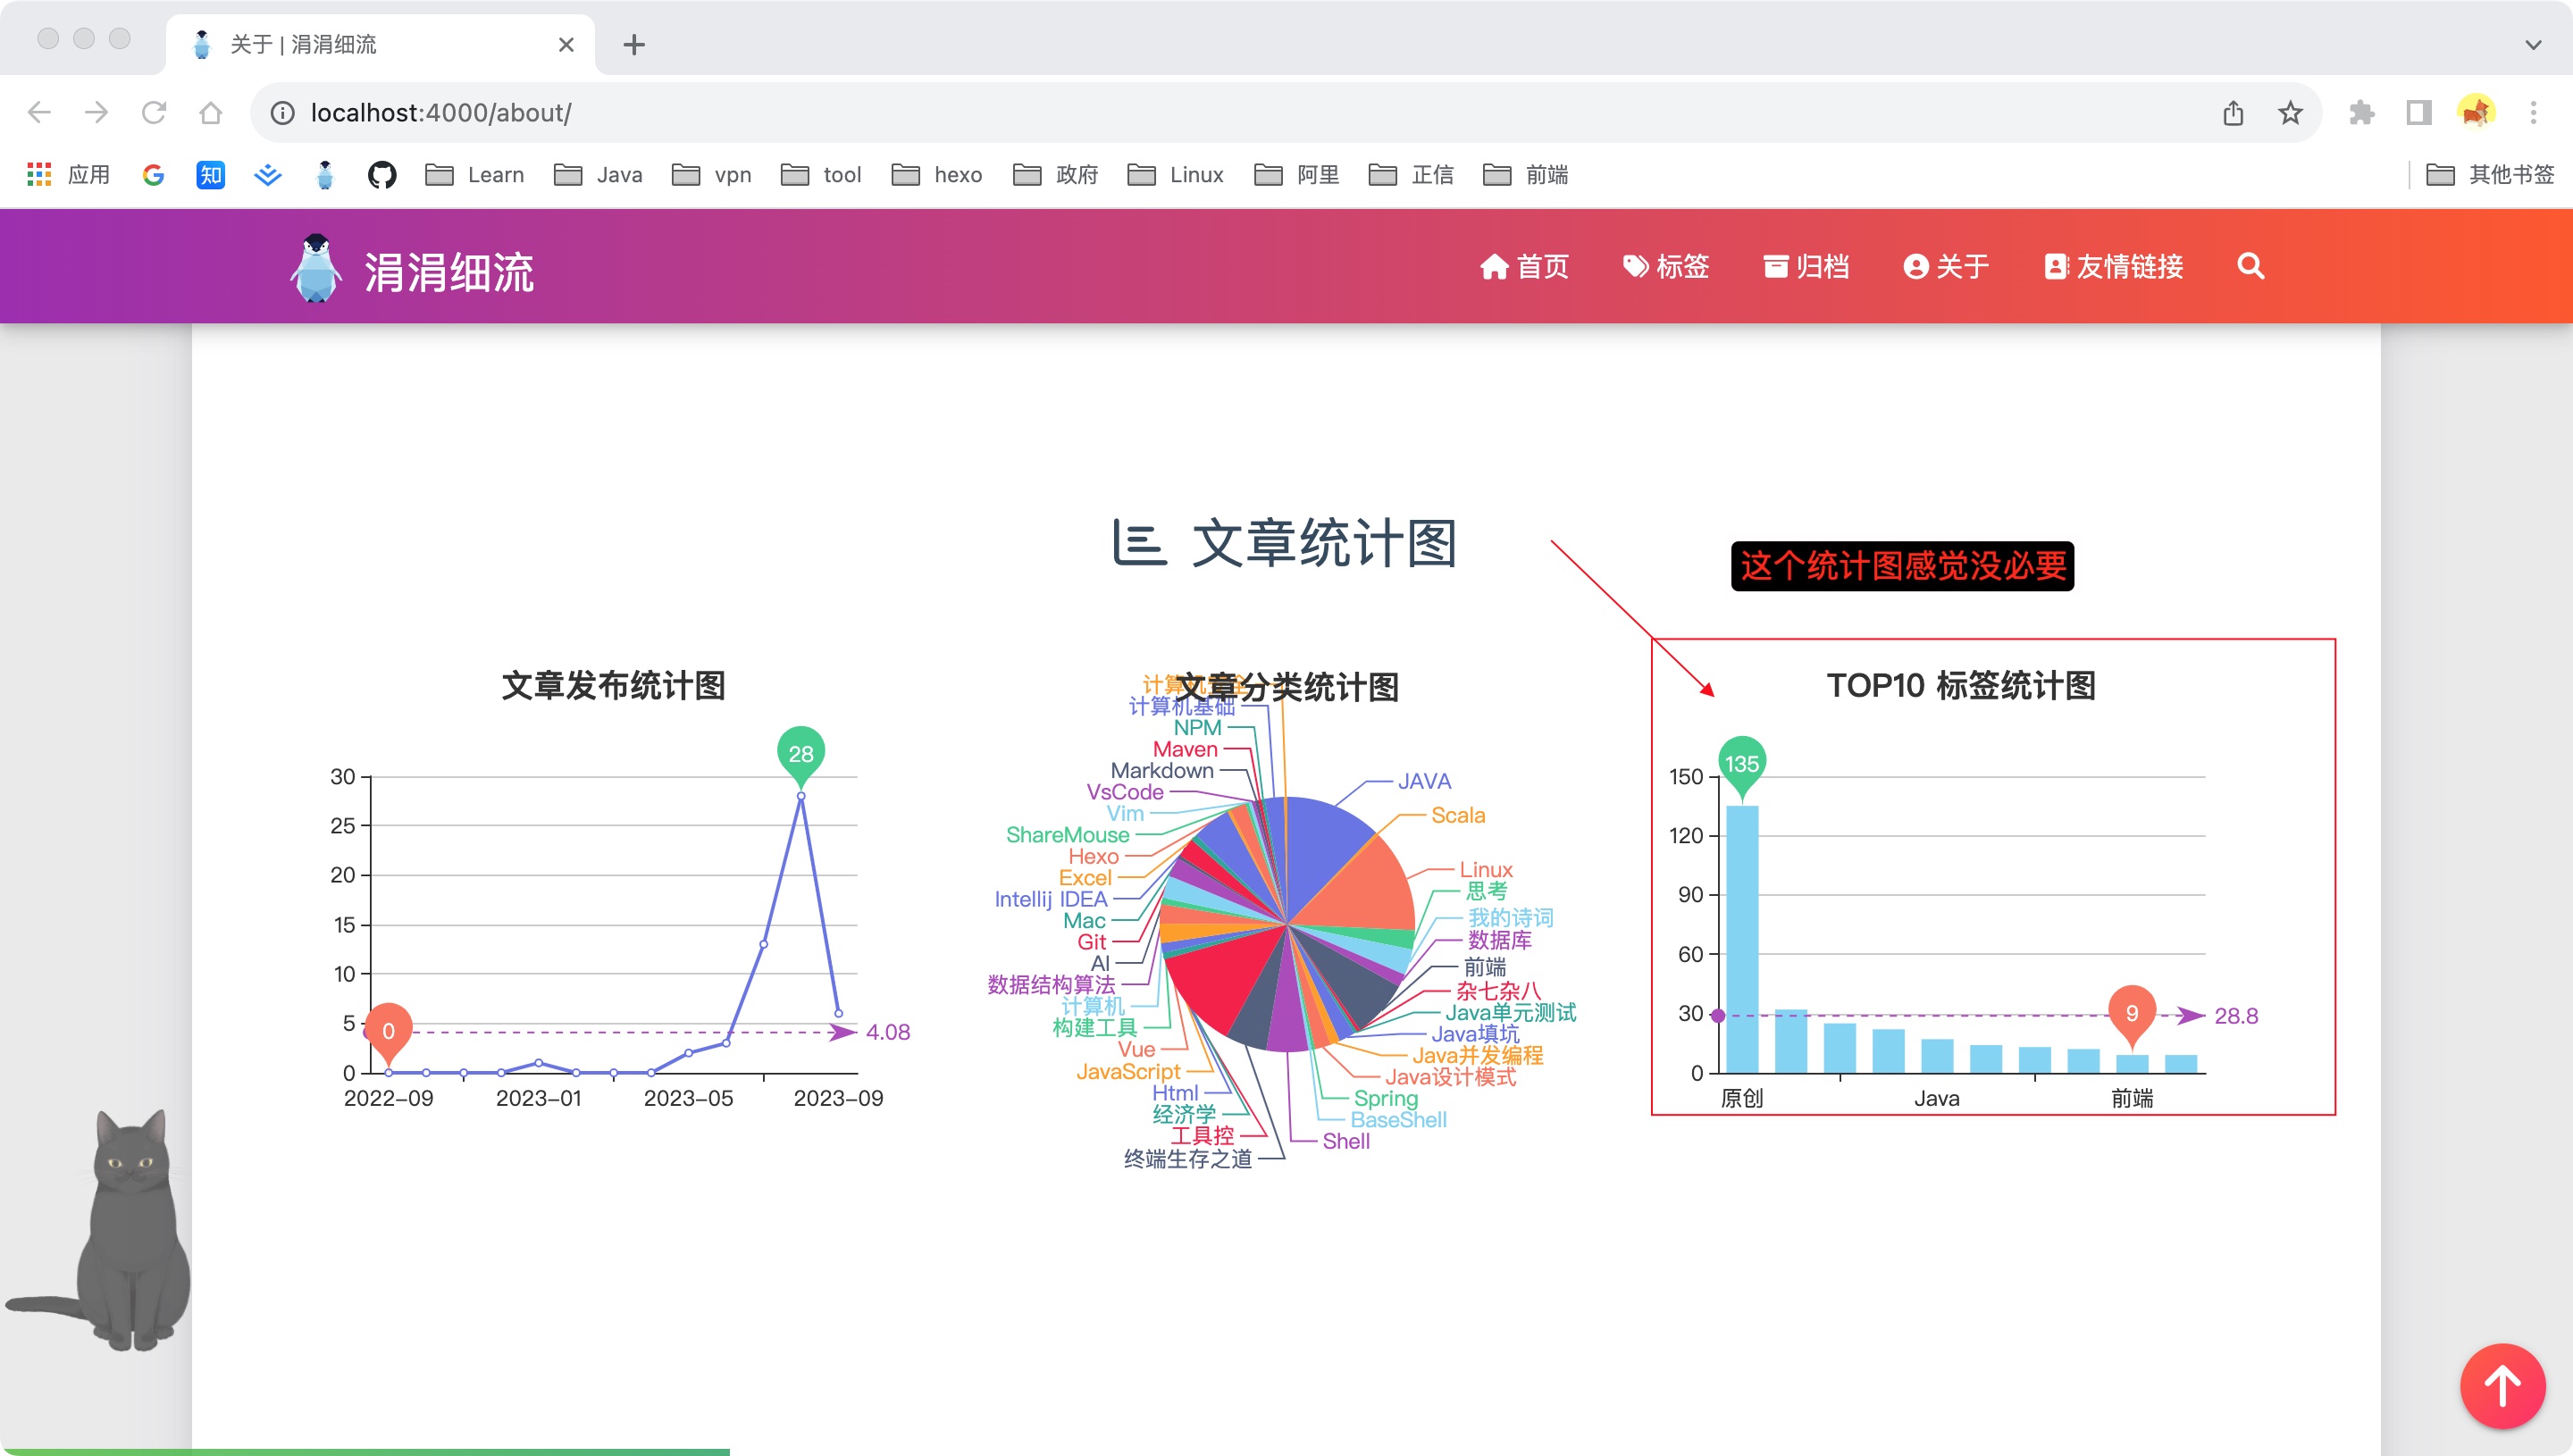 关于 | 涓涓细流
localhost:4000/about/
应用
知
Learn
Java
vpn
tool
hexo
政府
Linux
阿里
正信
前端
其他书签
涓涓细流
首页
标签
归档
关于
友情链接
文章统计图
这个统计图感觉没必要
文章发布统计图
28
30
25
20
15
10
5
0
0
4.08
2022-09
2023-01
2023-05
2023-09
文章分类统计图
计算机基础
NPM
Maven
Markdown
VsCode
Vim
ShareMouse
Hexo
Excel
Intellij IDEA
Mac
Git
AI
数据结构算法
计算机
构建工具
Vue
JavaScript
Html
经济学
工具控
终端生存之道
JAVA
Scala
Linux
思考
我的诗词
数据库
前端
杂七杂八
Java单元测试
Java填坑
Java并发编程
Java设计模式
Spring
BaseShell
Shell
TOP10 标签统计图
135
150
120
90
60
30
0
9
28.8
原创
Java
前端